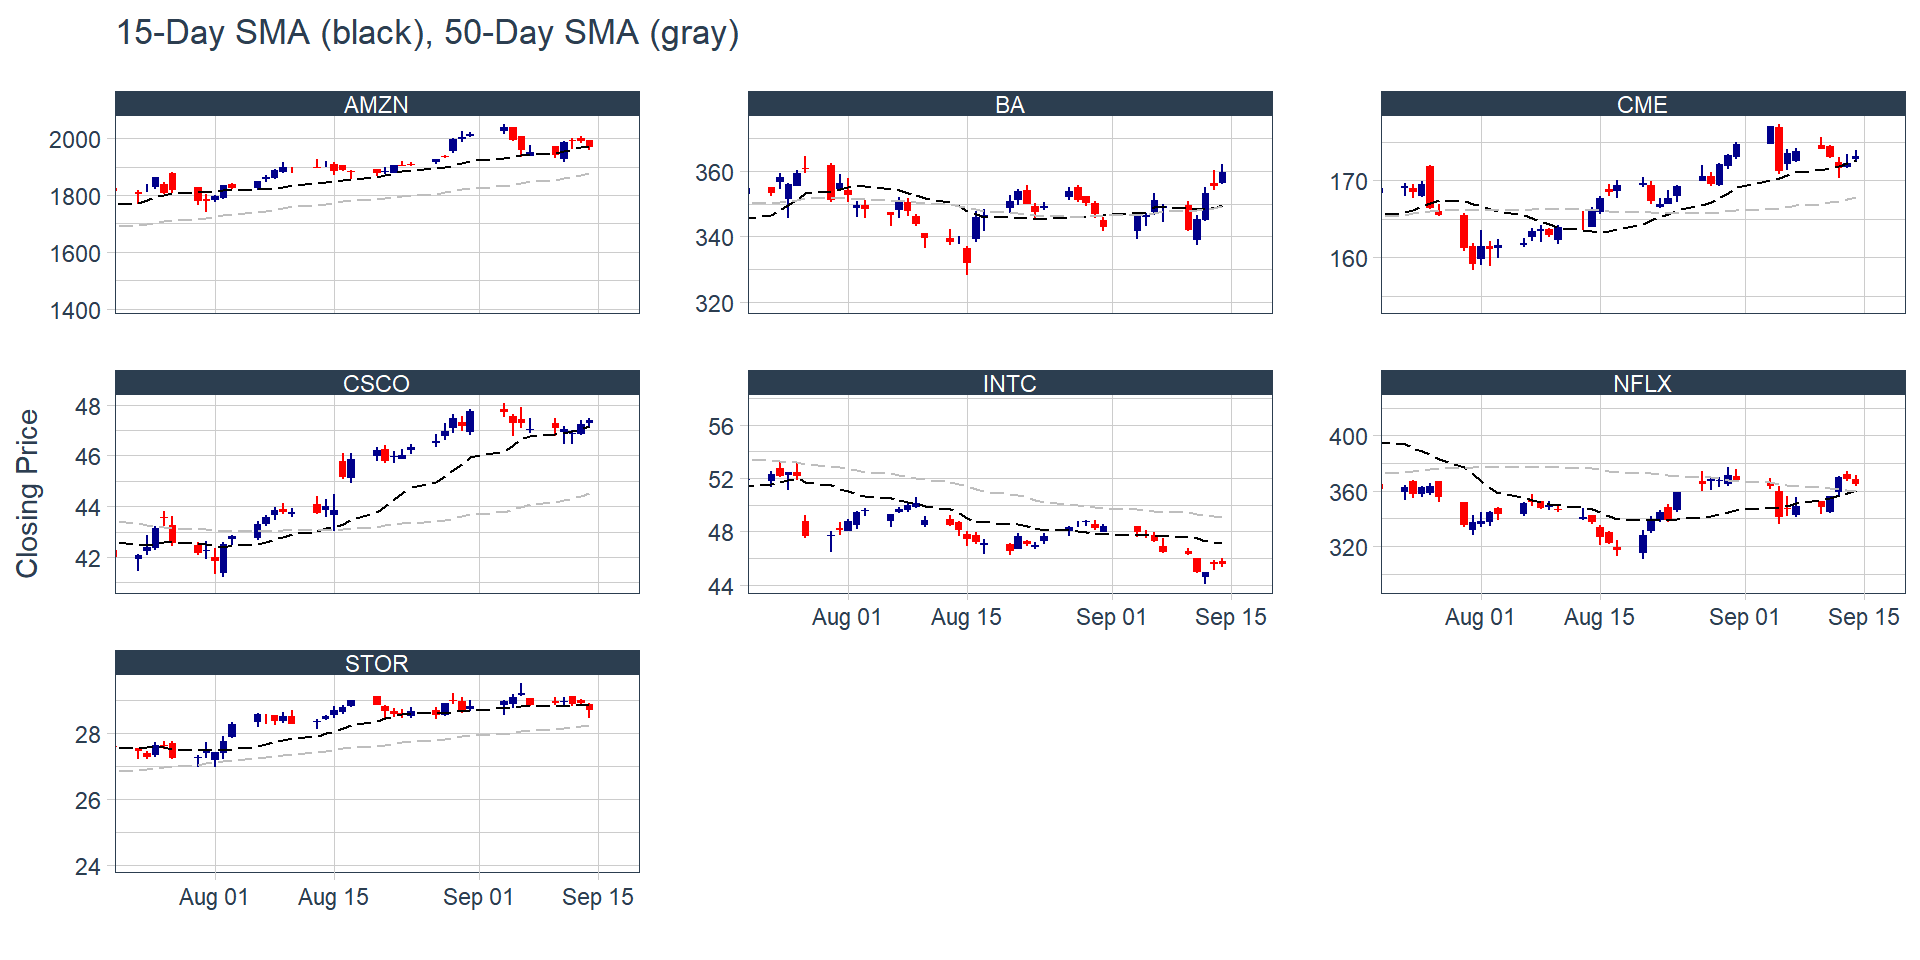 15-Day SMA (black), 50-Day SMA (gray)
AMZN
BA
CME
2000
1800
1600
1400
360
340
320
170
160
Closing Price
CSCO
INTC
NFLX
48
46
44
42
56
52
48
44
400
360
320
Aug 01
Aug 15
Sep 01
Sep 15
Aug 01
Aug 15
Sep 01
Sep 15
STOR
28
26
24
Aug 01
Aug 15
Sep 01
Sep 15